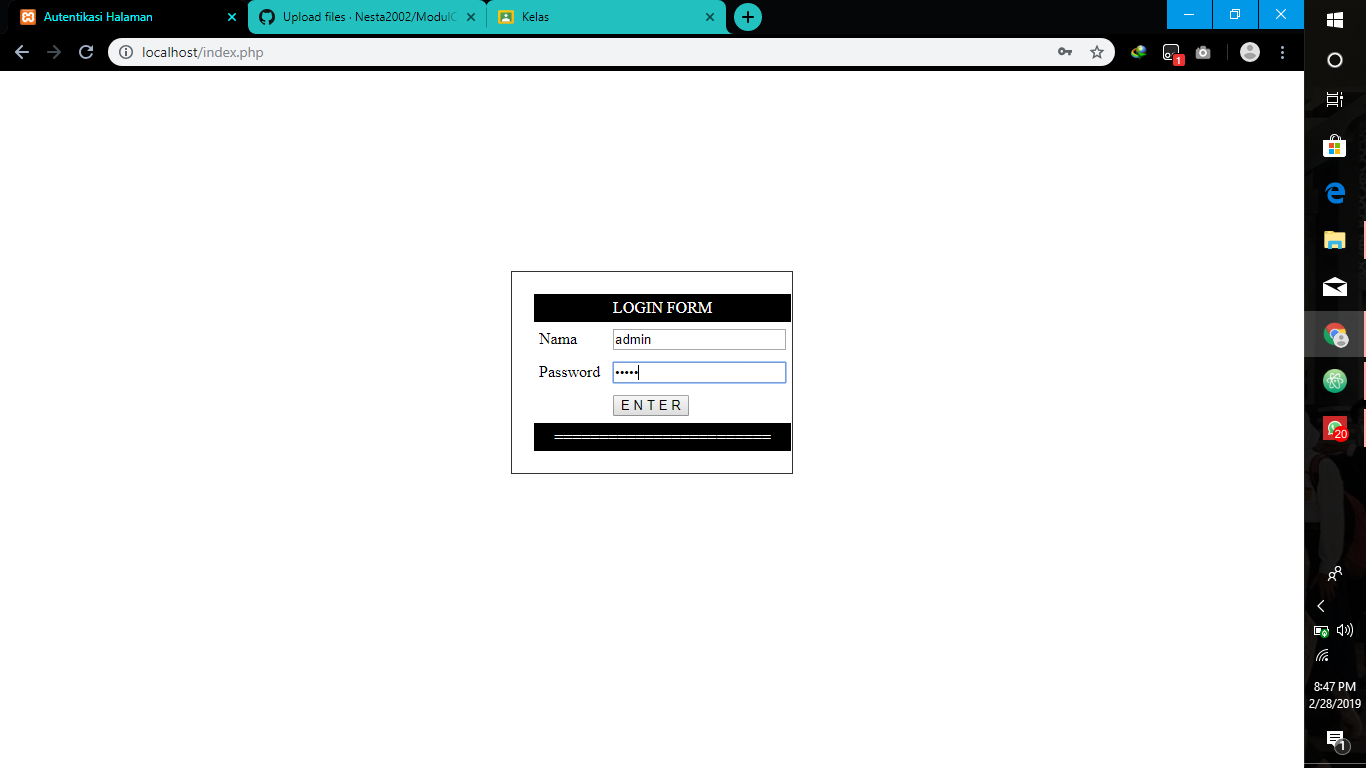 Autentikasi Halaman
Upload files · Nesta2002/ModulC
Kelas
localhost/index.php
1
LOGIN FORM
Nama admin
Password •••••
E N T E R
========================
20
8:47 PM
2/28/2019
1